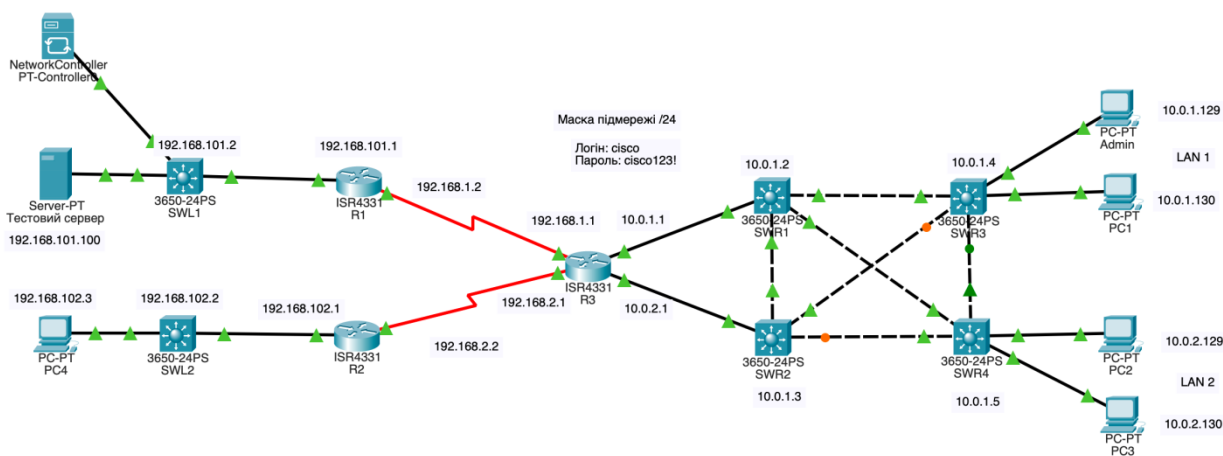 NetworkController
PT-Controller0
Server-PT
Тестовий сервер
192.168.101.100
192.168.101.2
3650-24PS
SWL1
192.168.101.1
ISR4331
R1
192.168.1.2
192.168.102.3
PC-PT
PC4
192.168.102.2
3650-24PS
SWL2
192.168.102.1
ISR4331
R2
192.168.2.2
192.168.1.1
192.168.2.1
ISR4331
R3
Маска підмережі /24
Логін: cisco
Пароль: cisco123!
10.0.1.1
10.0.2.1
10.0.1.2
3650-24PS
SWR1
3650-24PS
SWR2
10.0.1.3
10.0.1.4
3650-24PS
SWR3
3650-24PS
SWR4
10.0.1.5
PC-PT
Admin
10.0.1.129
LAN 1
PC-PT
PC1
10.0.1.130
PC-PT
PC2
10.0.2.129
LAN 2
PC-PT
PC3
10.0.2.130